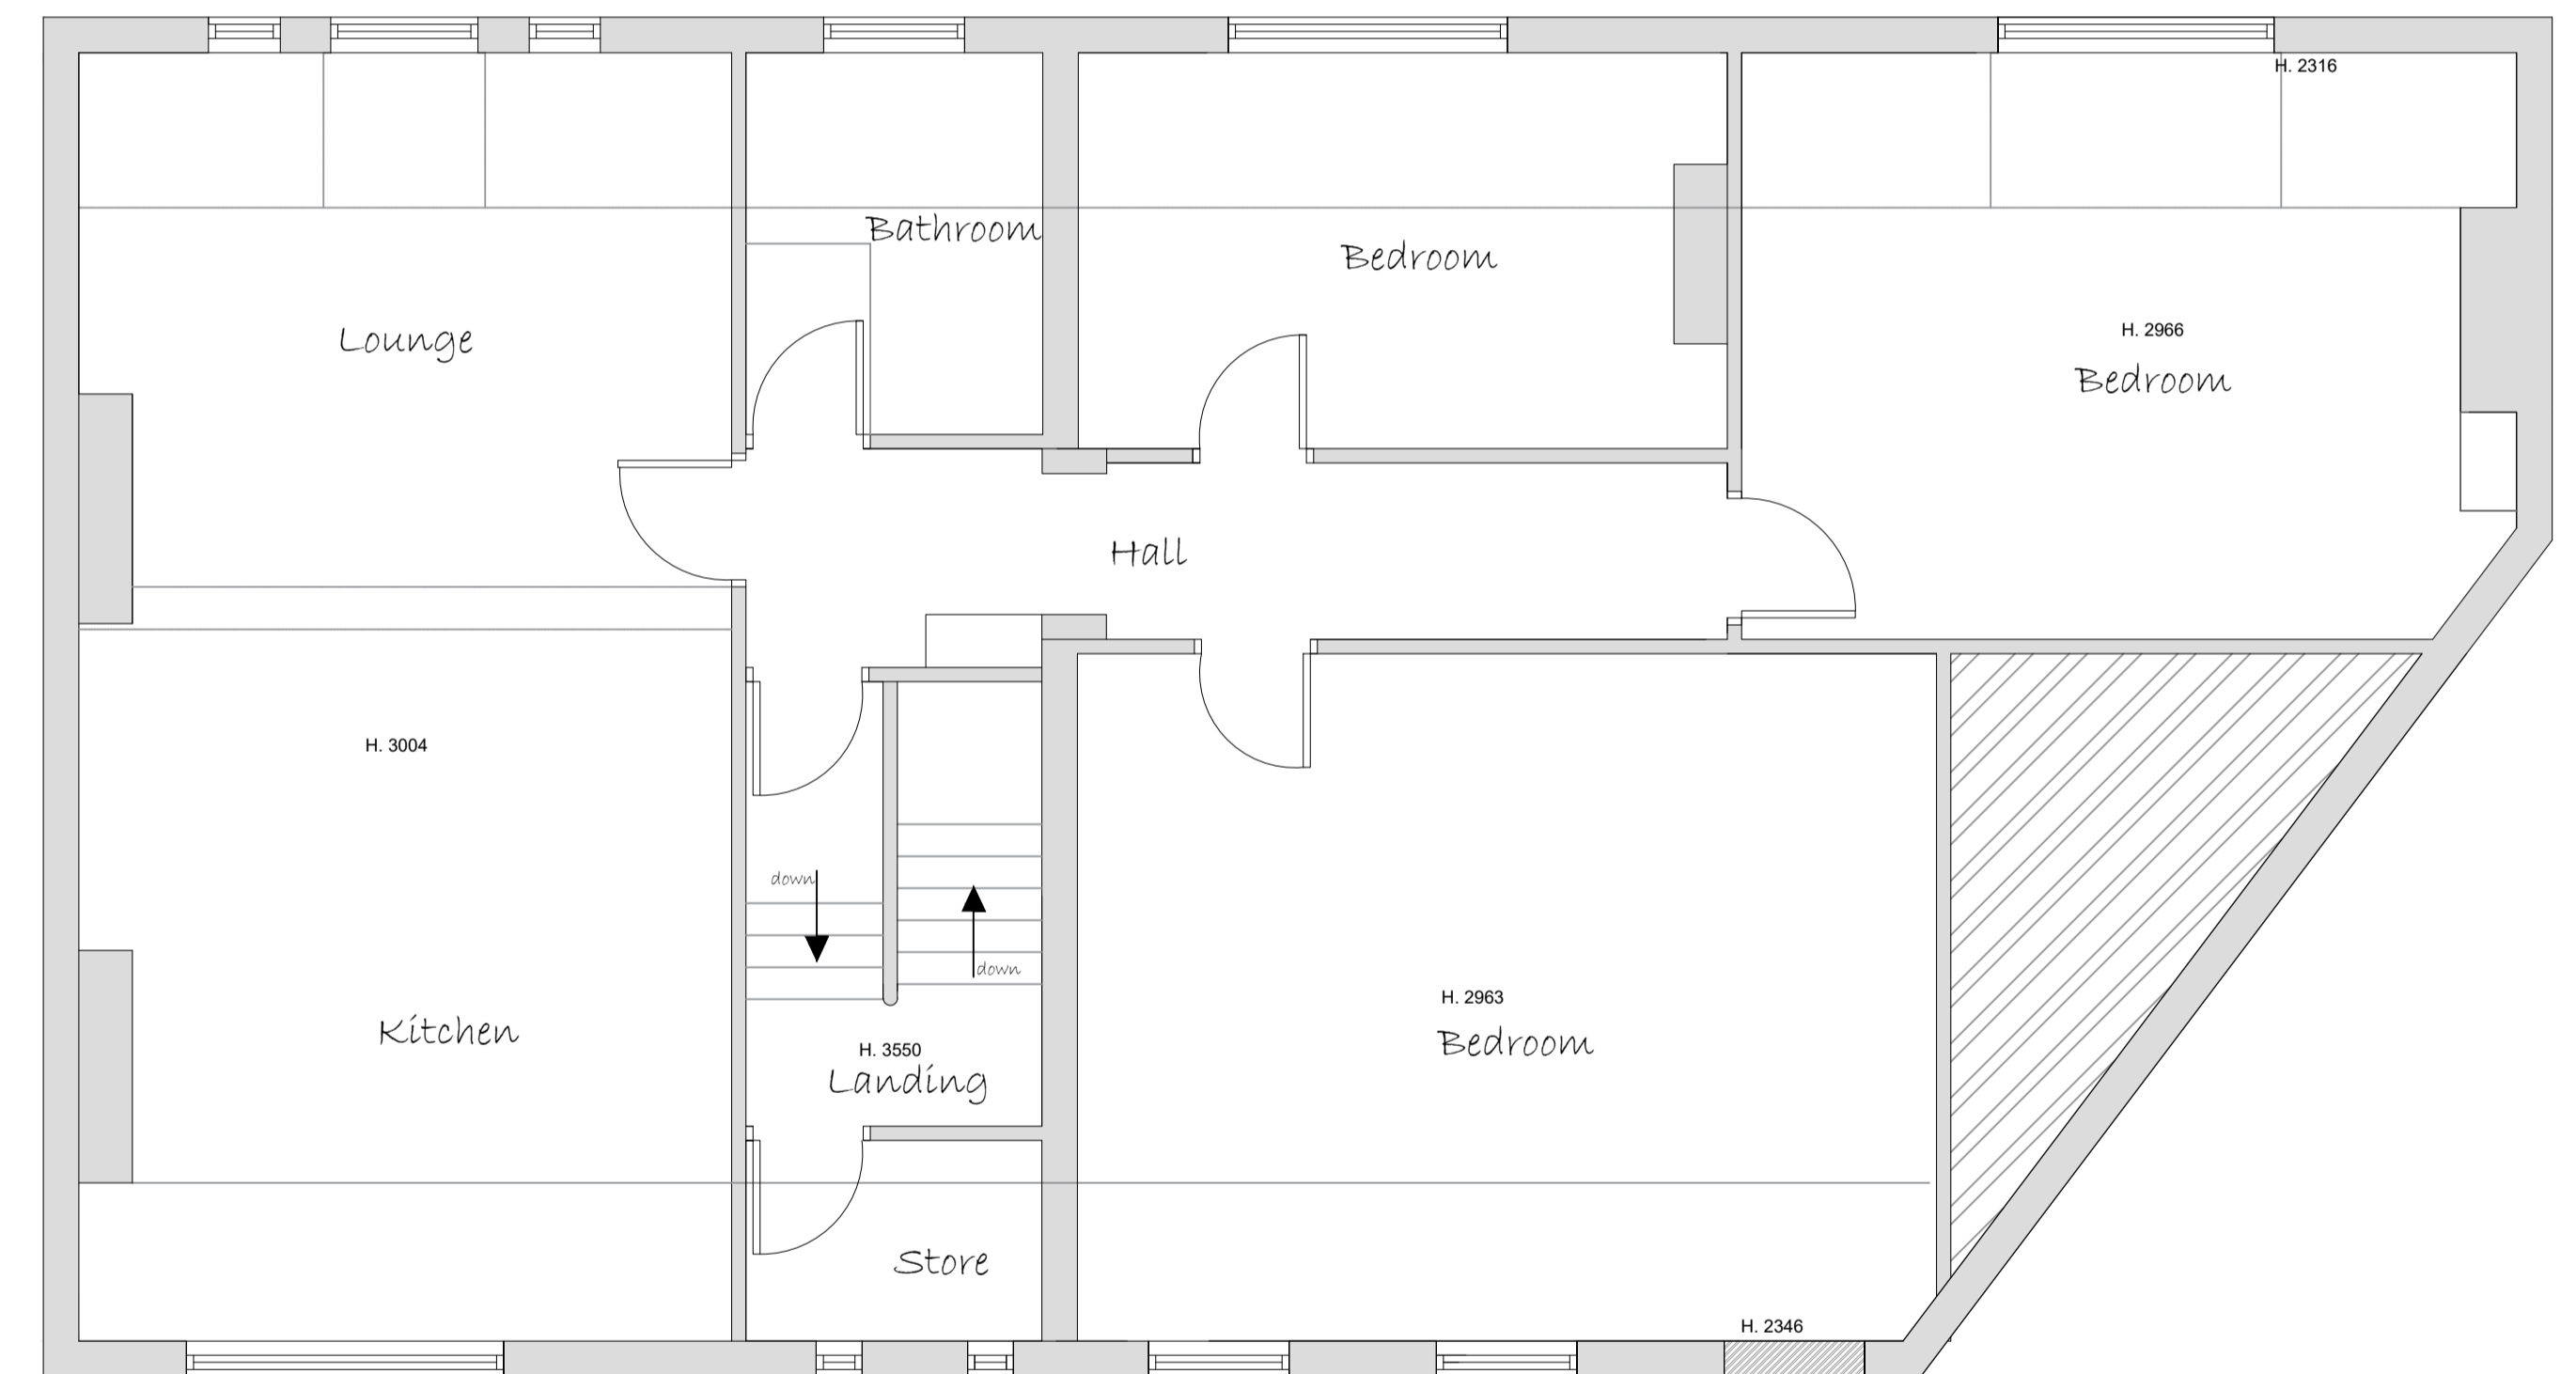 H. 2316
Bathroom
Bedroom
Lounge
H. 2966
Bedroom
Hall
H. 3004
down
down
H. 2963
Kitchen
Bedroom
H. 3550
Landing
Store
H. 2346